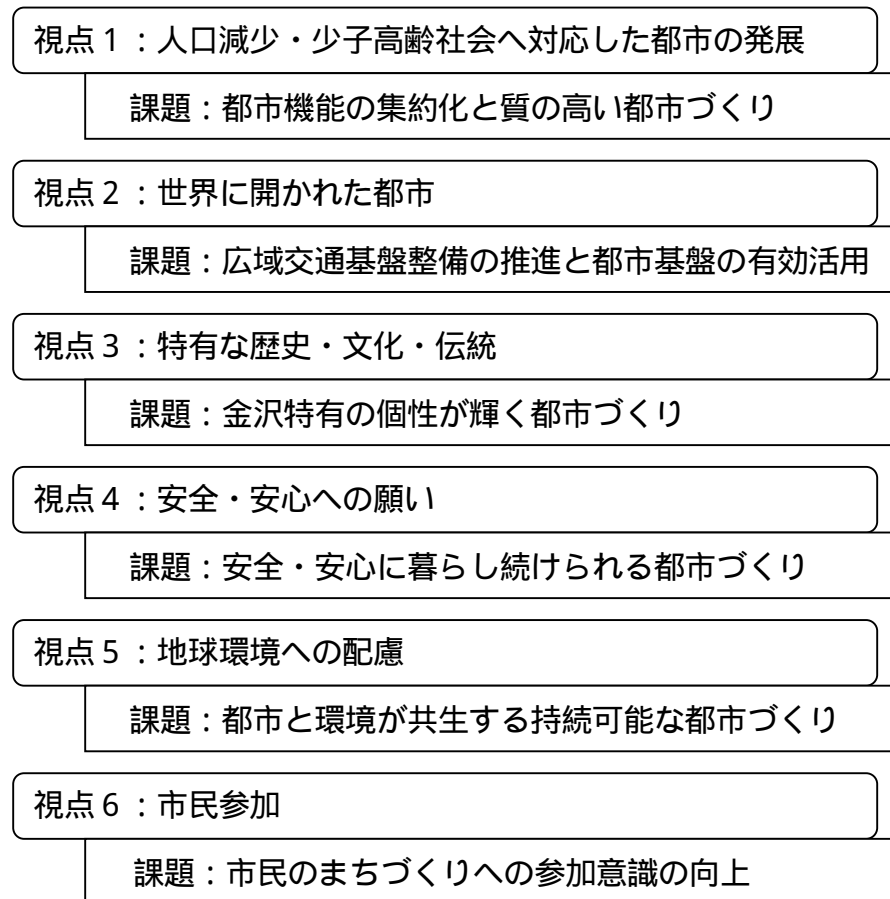 視点１：人口減少・少子高齢社会へ対応した都市の発展
課題：都市機能の集約化と質の高い都市づくり
視点２：世界に開かれた都市
課題：広域交通基盤整備の推進と都市基盤の有効活用
視点３：特有な歴史・文化・伝統
課題：金沢特有の個性が輝く都市づくり
視点４：安全・安心への願い
課題：安全・安心に暮らし続けられる都市づくり
視点５：地球環境への配慮
課題：都市と環境が共生する持続可能な都市づくり
視点６：市民参加
課題：市民のまちづくりへの参加意識の向上